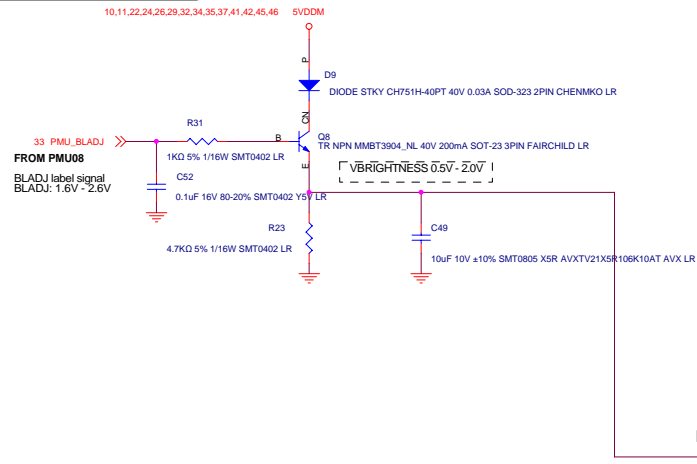 10,11,22,24,26,29,32,34,35,37,41,42,45,46 5VDDM
P
D9
DIODE STKY CH751H-40PT 40V 0.03A SOD-323 2PIN CHENMKO LR
CN
R31
Q8
33 PMU_BLADJ
B
TR NPN MMBT3904_NL 40V 200mA SOT-23 3PIN FAIRCHILD LR
FROM PMU08
1KΩ 5% 1/16W SMT0402 LR
E
VBRIGHTNESS 0.5V - 2.0V
BLADJ label signal
C52
BLADJ: 1.6V - 2.6V
0.1uF 16V 80-20% SMT0402 Y5V LR
R23
C49
4.7KΩ 5% 1/16W SMT0402 LR
10uF 10V ±10% SMT0805 X5R AVXTV21X5R106K10AT AVX LR